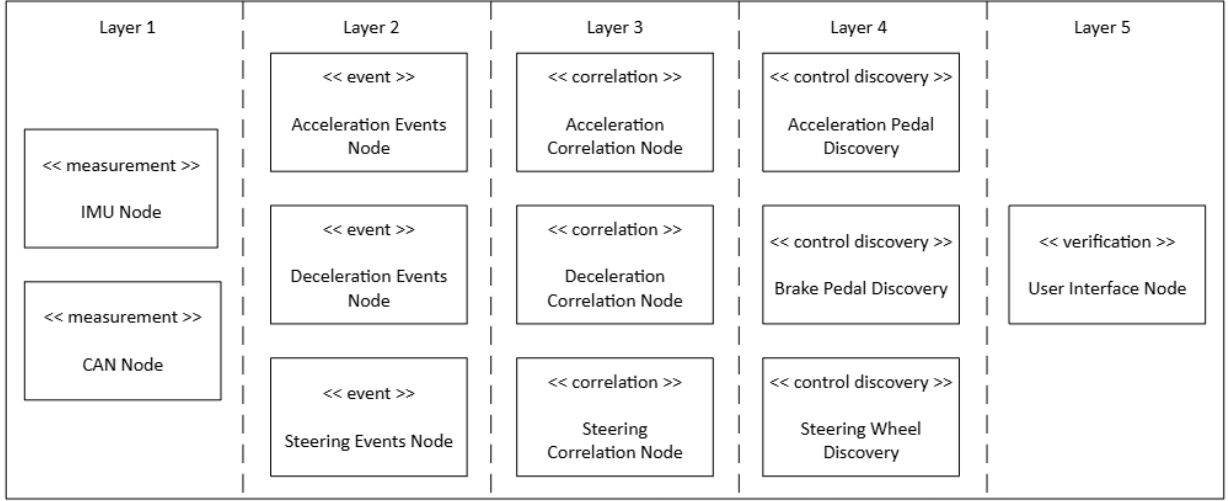 Layer 1
<< measurement >>
IMU Node
<< measurement >>
CAN Node
Layer 2
<< event >>
Acceleration Events
Node
<< event >>
Deceleration Events
Node
<< event >>
Steering Events Node
Layer 3
<< correlation >>
Acceleration
Correlation Node
<< correlation >>
Deceleration
Correlation Node
<< correlation >>
Steering
Correlation Node
Layer 4
<< control discovery >>
Acceleration Pedal
Discovery
<< control discovery >>
Brake Pedal Discovery
<< control discovery >>
Steering Wheel
Discovery
Layer 5
<< verification >>
User Interface Node